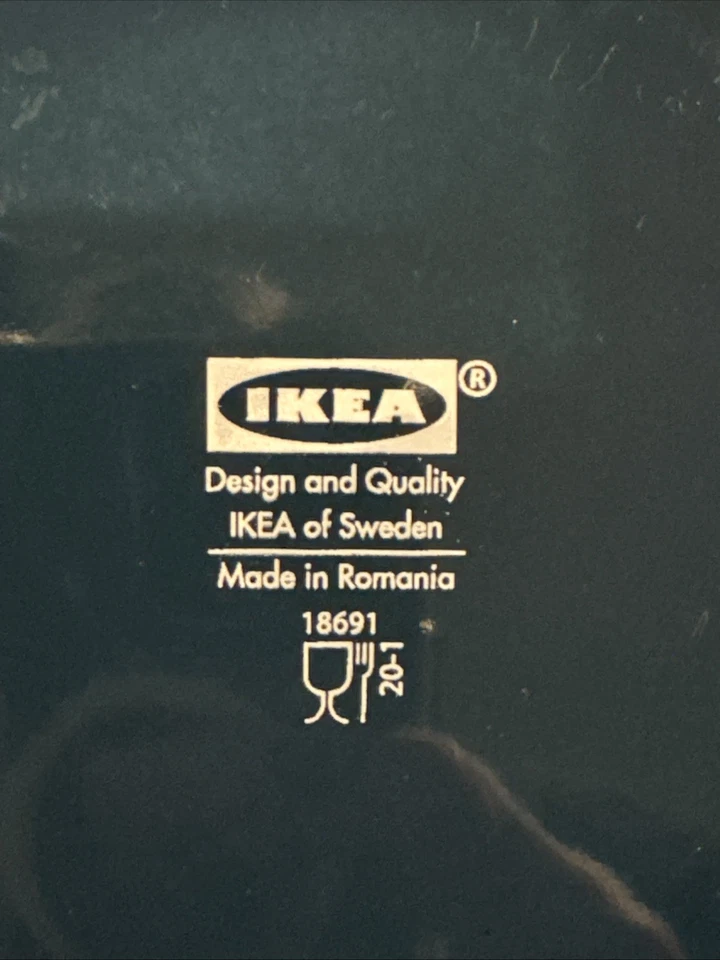 IKEA®
Design and Quality
IKEA of Sweden
Made in Romania
18691
20-1